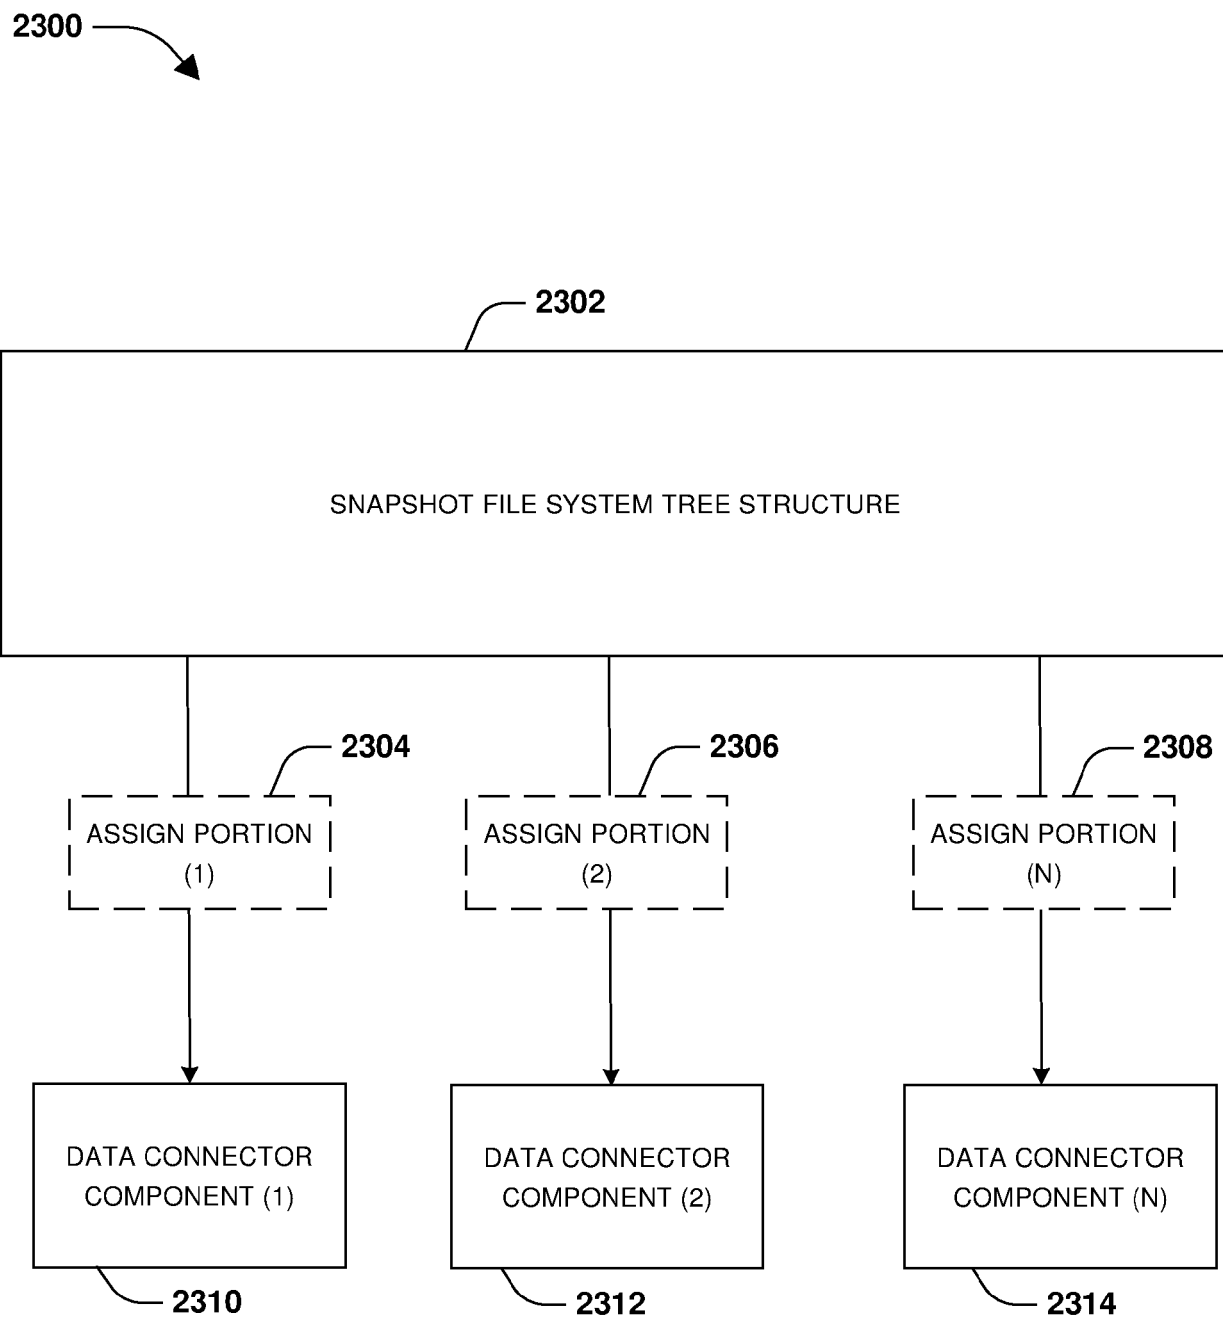 2300
2302
SNAPSHOT FILE SYSTEM TREE STRUCTURE
2304
2306
2308
ASSIGN PORTION
(1)
ASSIGN PORTION
(2)
ASSIGN PORTION
(N)
DATA CONNECTOR
COMPONENT (1)
DATA CONNECTOR
COMPONENT (2)
DATA CONNECTOR
COMPONENT (N)
2310
2312
2314